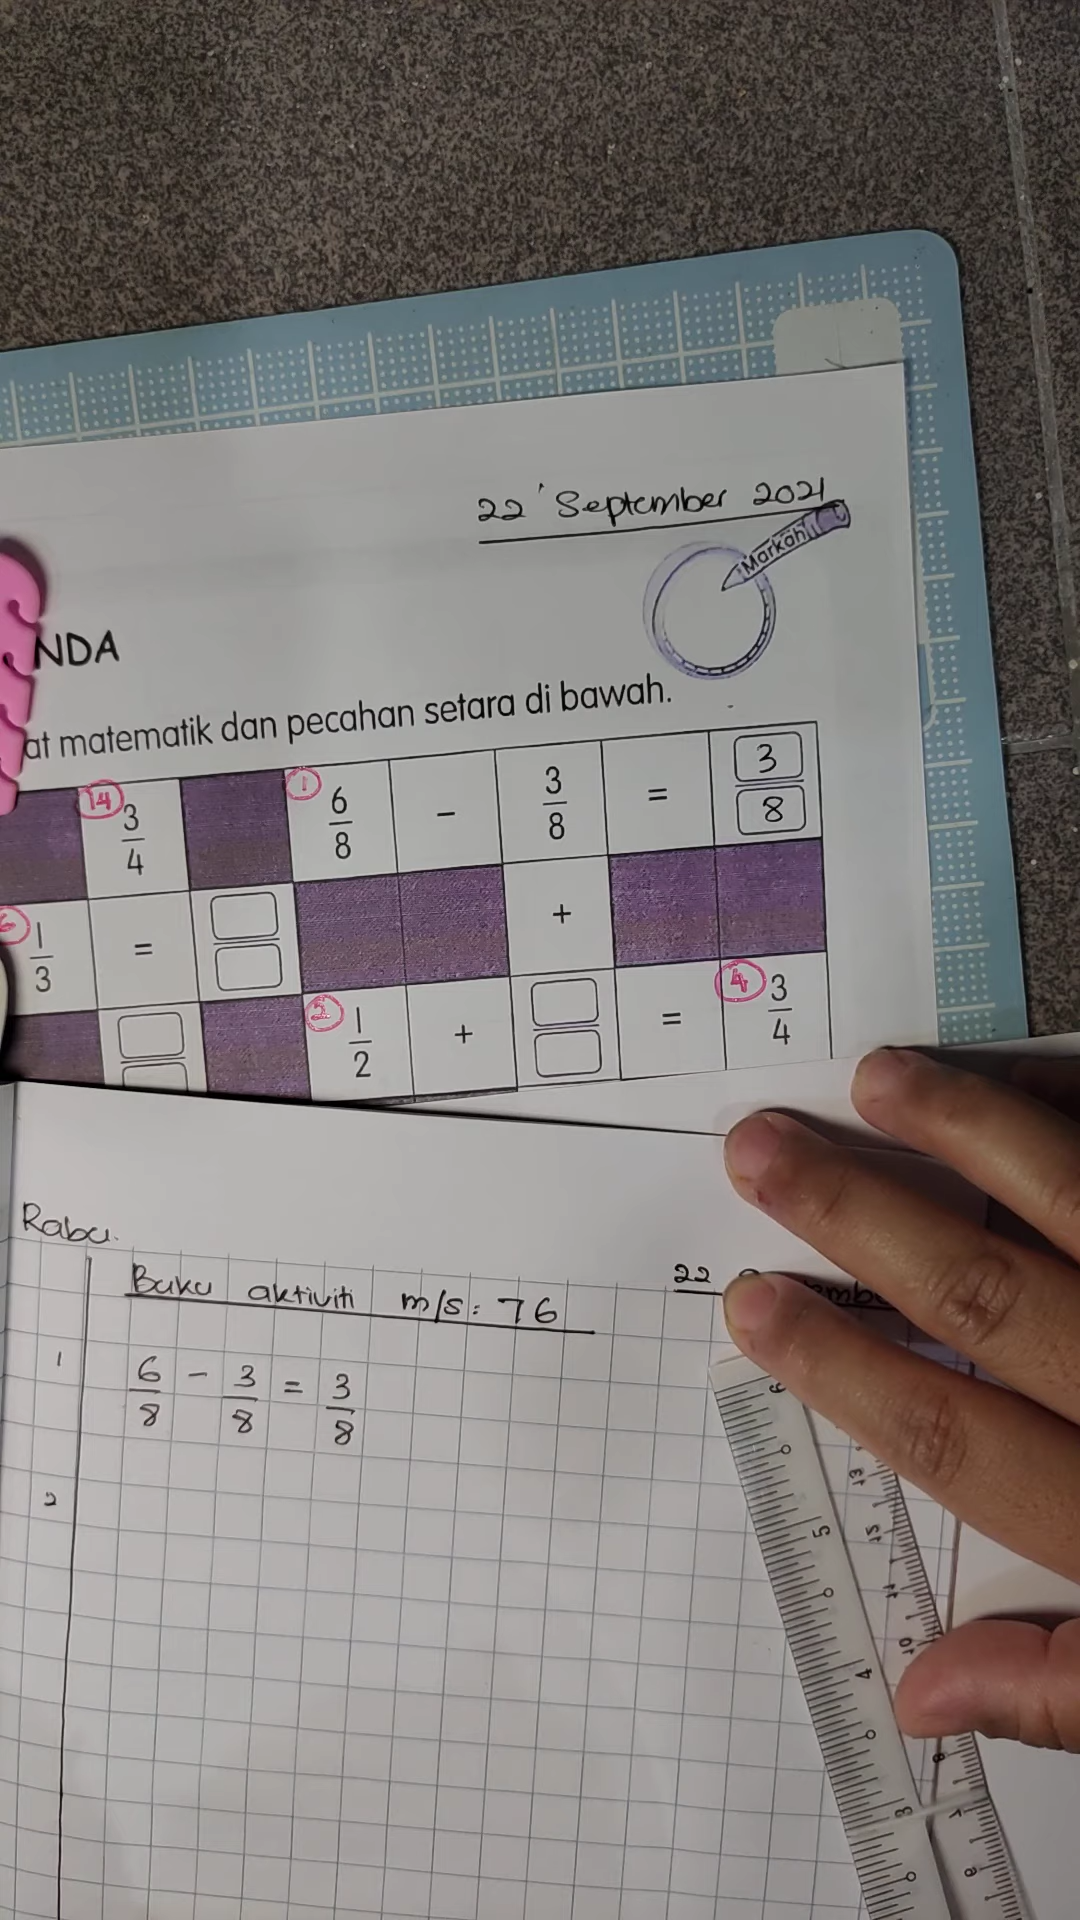 22 September 2021
Markah
NDA
at matematik dan pecahan setara di bawah.
14 3/4 1 6/8 - 3/8 = 3/8
6 1/3 = +
2 1/2 + = 4 3/4
Rabu.
22
Buku aktiviti m/s: 76
1 6/8 - 3/8 = 3/8
2